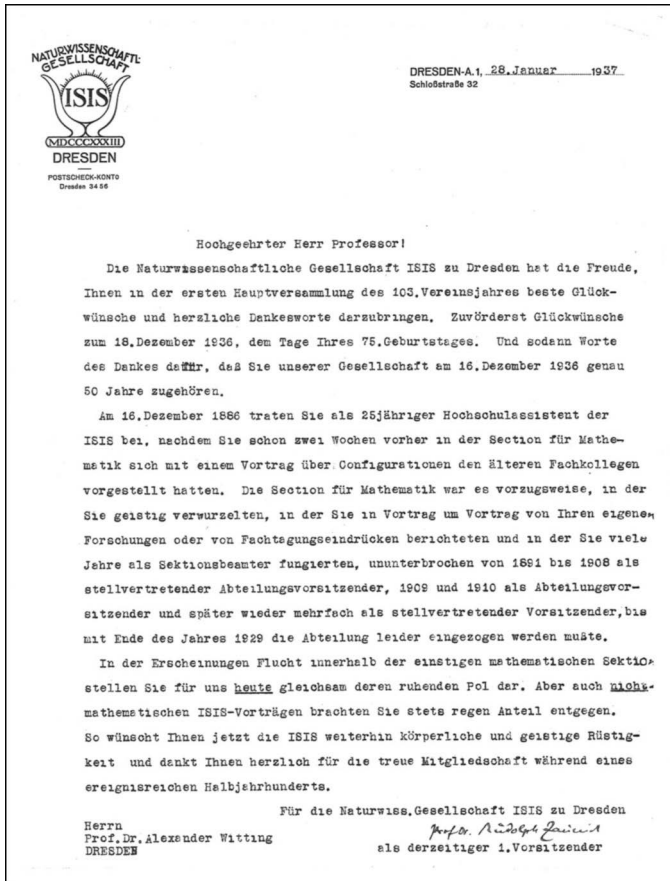 NATURWISSENSCHAFTL:
GESELLSCHAFT
ISIS
MDCCCXXXIII
DRESDEN
POSTSCHECK-KONTO
Dresden 34 56
DRESDEN-A.1, 28.Januar 1937
Schloßstraße 32
Hochgeehrter Herr Professor!
Die Naturwissenschaftliche Gesellschaft ISIS zu Dresden hat die Freude,
Ihnen in der ersten Hauptversammlung des 103.Vereinsjahres beste Glück-
wünsche und herzliche Dankesworte darzubringen. Zuvörderst Glückwünsche
zum 18.Dezember 1936, dem Tage Ihres 75.Geburtstages. Und sodann Worte
des Dankes dafür, daß Sie unserer Gesellschaft am 16.Dezember 1936 genau
50 Jahre zugehören.
Am 16.Dezember 1886 traten Sie als 25jähriger Hochschulassistent der
ISIS bei, nachdem Sie schon zwei Wochen vorher in der Section für Mathe-
matik sich mit einem Vortrag über Configurationen den älteren Fachkollegen
vorgestellt hatten. Die Section für Mathematik war es vorzugsweise, in der
Sie geistig verwurzelten, in der Sie in Vortrag um Vortrag von Ihren eigenen
Forschungen oder von Fachtagungseindrücken berichteten und in der Sie viele
Jahre als Sektionsbeamter fungierten, ununterbrochen von 1891 bis 1908 als
stellvertretender Abteilungsvorsitzender, 1909 und 1910 als Abteilungsvor-
sitzender und später wieder mehrfach als stellvertretender Vorsitzender, bis
mit Ende des Jahres 1929 die Abteilung leider eingezogen werden mußte.
In der Erscheinungen Flucht innerhalb der einstigen mathematischen Sektion
stellen Sie für uns heute gleichsam deren ruhenden Pol dar. Aber auch nicht-
mathematischen ISIS-Vorträgen brachten Sie stets regen Anteil entgegen.
So wünscht Ihnen jetzt die ISIS weiterhin körperliche und geistige Rüstig-
keit und dankt Ihnen herzlich für die treue Mitgliedschaft während eines
ereignisreichen Halbjahrhunderts.
Für die Naturwiss.Gesellschaft ISIS zu Dresden
Herrn
Prof.Dr.Alexander Witting
DRESDEN
Prof. Dr. Rudolph Zaunick
als derzeitiger 1.Vorsitzender